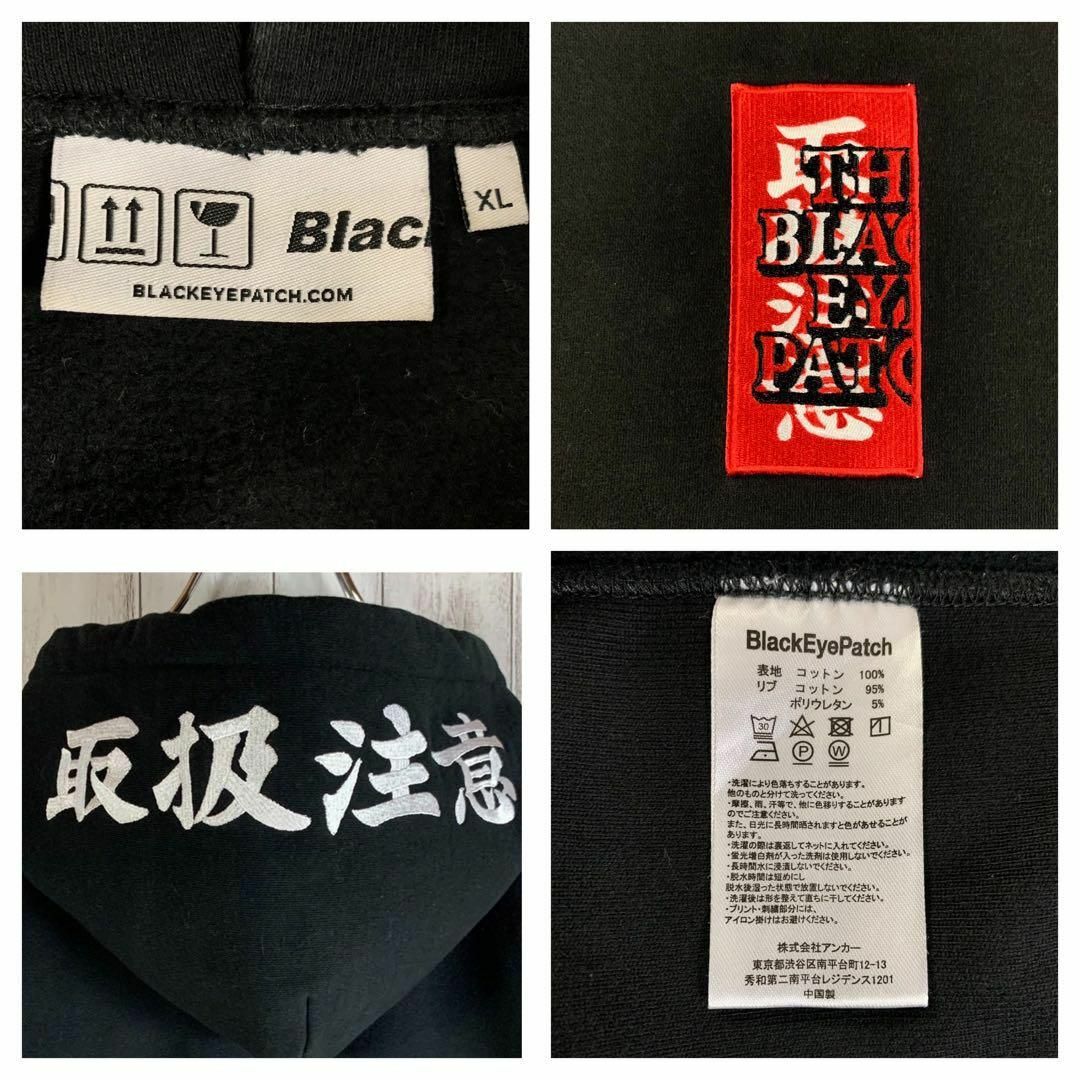 Blac
XL
BLACKEYEPATCH.COM
取
意
TH
BLAC
EY
PATC
取扱注意
BlackEyePatch
表地 コットン 100%
リブ コットン 95%
ポリウレタン 5%
30
P W
・洗濯により色落ちすることがあります。
他のものと分けて洗ってください。
・摩擦、雨、汗等で、他に色移りすることがあります
のでご注意ください。
また、日光に長時間晒されますと色があせることが
あります。
・洗濯の際は裏返してネットに入れてください。
・蛍光増白剤が入った洗剤は使用しないでください。
・長時間水に浸漬しないでください。
・脱水時間は短めにし
脱水後湿った状態で放置しないでください。
・洗濯後は形を整えて直ちに干してください。
・プリント・刺繍部分には、
アイロン掛けはお避けください。
株式会社アンカー
東京都渋谷区南平台町12-13
秀和第二南平台レジデンス1201
中国製